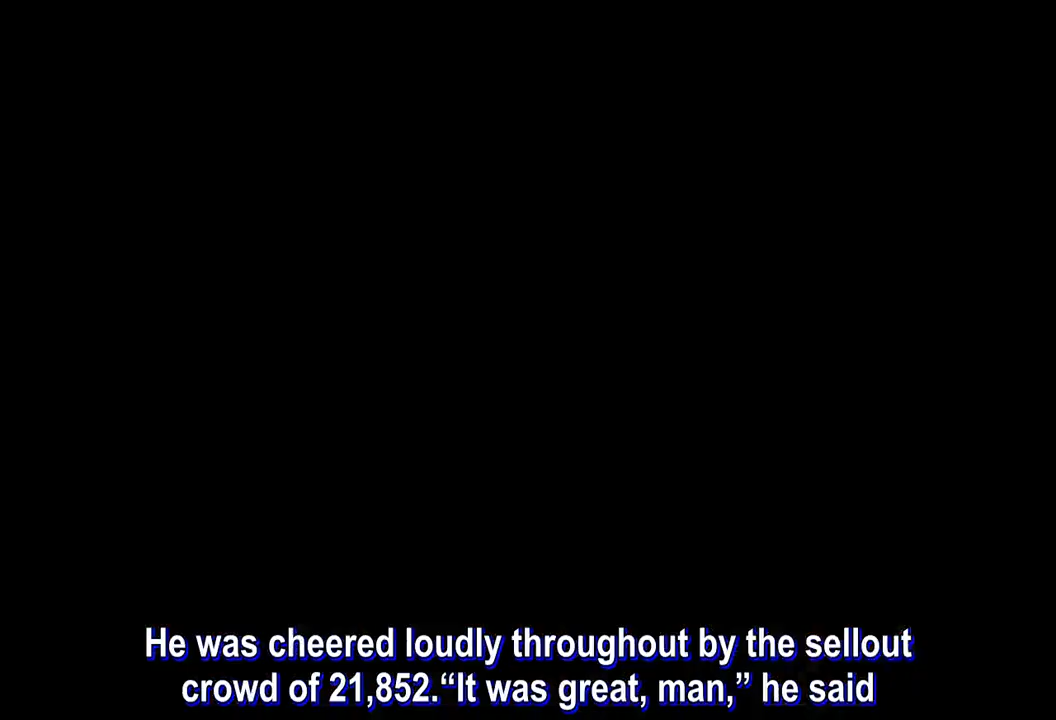 He was cheered loudly throughout by the sellout
crowd of 21,852.“It was great, man,” he said